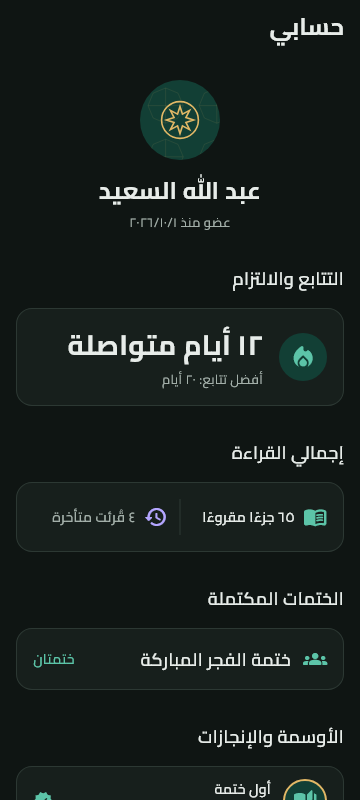 حسابي
عبد الله السعيد
عضو منذ ٢٠٢٦/١٠/١
التتابع والالتزام
١٢ أيام متواصلة
أفضل تتابع: ٢٠ أيام
إجمالي القراءة
٦٥ جزءًا مقروءًا
٤ قُرئت متأخرة
الختمات المكتملة
ختمة الفجر المباركة
ختمتان
الأوسمة والإنجازات
أول ختمة